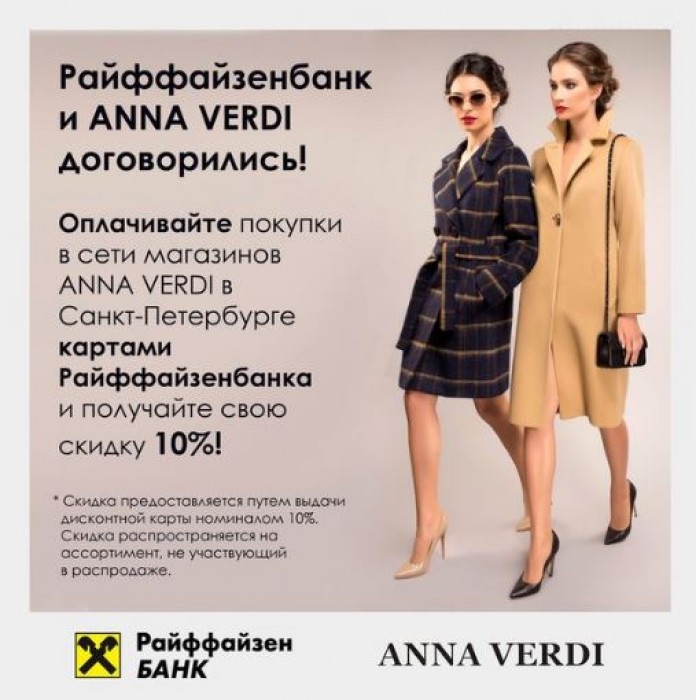 Райффайзенбанк
и ANNA VERDI
договорились!
Оплачивайте покупки
в сети магазинов
ANNA VERDI в
Санкт-Петербурге
картами
Райффайзенбанка
и получайте свою
скидку 10%!
* Скидка предоставляется путем выдачи
дисконтной карты номиналом 10%.
Скидка распространяется на
ассортимент, не участвующий
в распродаже.
Райффайзен
БАНК
ANNA VERDI